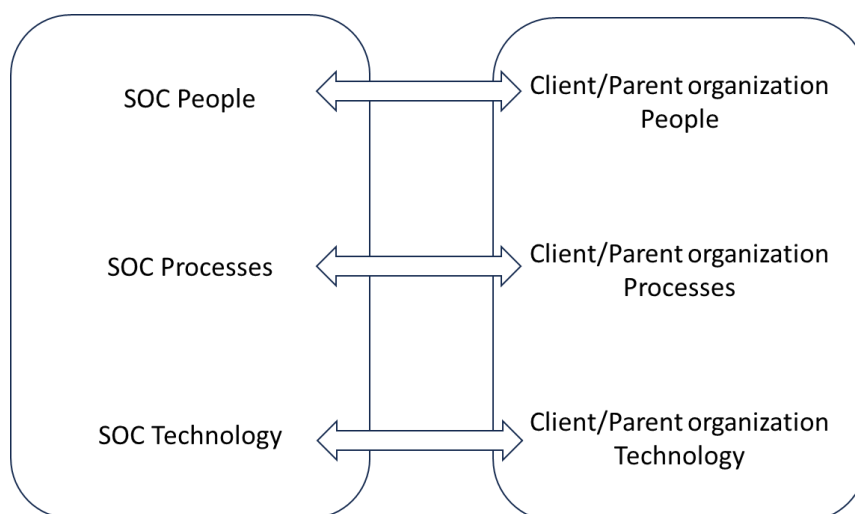 SOC People
Client/Parent organization
People
SOC Processes
Client/Parent organization
Processes
SOC Technology
Client/Parent organization
Technology